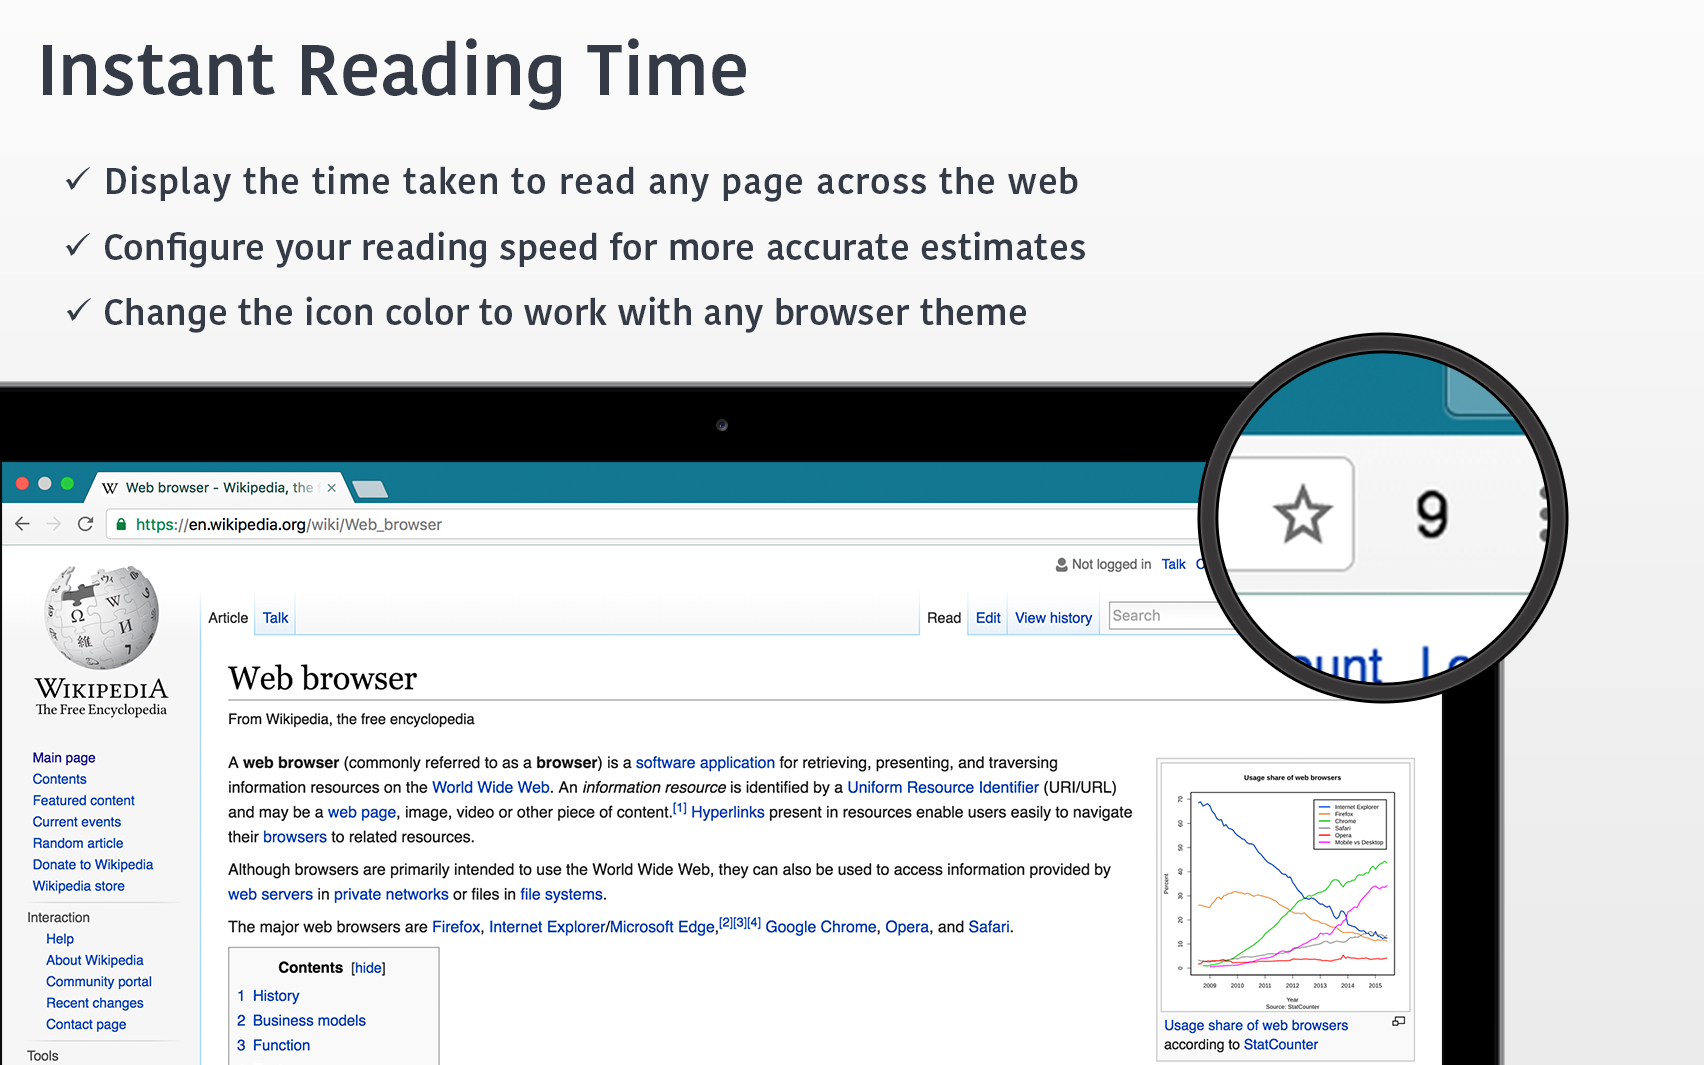 Instant Reading Time
✓ Display the time taken to read any page across the web
✓ Configure your reading speed for more accurate estimates
✓ Change the icon color to work with any browser theme
9
Web browser - Wikipedia, the
https://en.wikipedia.org/wiki/Web_browser
Not logged in Talk
Article Talk Read Edit View history Search
WIKIPEDIA
The Free Encyclopedia
Main page
Contents
Featured content
Current events
Random article
Donate to Wikipedia
Wikipedia store
Interaction
Help
About Wikipedia
Community portal
Recent changes
Contact page
Tools
Web browser
From Wikipedia, the free encyclopedia
A web browser (commonly referred to as a browser) is a software application for retrieving, presenting, and traversing
information resources on the World Wide Web. An information resource is identified by a Uniform Resource Identifier (URI/URL)
and may be a web page, image, video or other piece of content.[1] Hyperlinks present in resources enable users easily to navigate
their browsers to related resources.
Although browsers are primarily intended to use the World Wide Web, they can also be used to access information provided by
web servers in private networks or files in file systems.
The major web browsers are Firefox, Internet Explorer/Microsoft Edge,[2][3][4] Google Chrome, Opera, and Safari.
Contents [hide]
1 History
2 Business models
3 Function
Usage share of web browsers
Internet Explorer
Firefox
Chrome
Safari
Opera
Mobile vs Desktop
Percent
70
60
50
40
30
20
10
0
2009 2010 2011 2012 2013 2014 2015
Year
Source: StatCounter
Usage share of web browsers
according to StatCounter